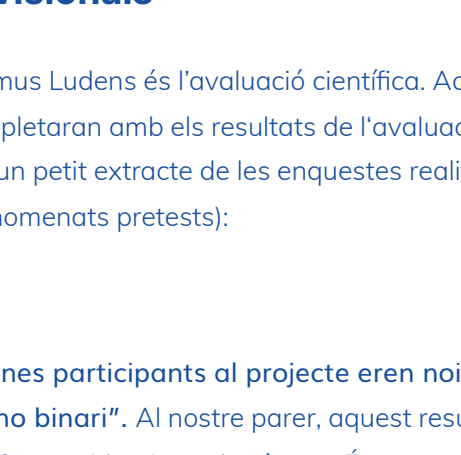 mus Ludens és l’avaluació científica. Ac
pletaran amb els resultats de l‘avaluac
un petit extracte de les enquestes reali
nomenats pretests):
nes participants al projecte eren noi
no binari”. Al nostre parer, aquest resu